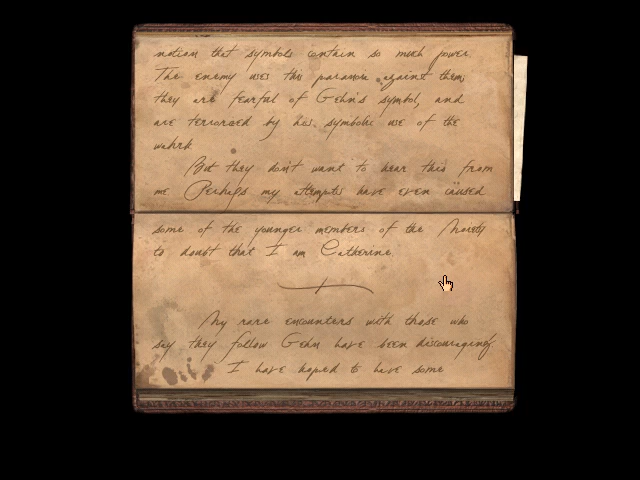 notion that symbols contain so much power.
The enemy uses this paranoia against them;
they are fearful of Gehn's symbol, and
are terrorized by his symbolic use of the
wahrk.
But they don't want to hear this from
me. Perhaps my attempts have even caused
some of the younger members of the Moiety
to doubt that I am Catherine.
My rare encounters with those who
say they follow Gehn have been discouraging.
I have hoped to have some